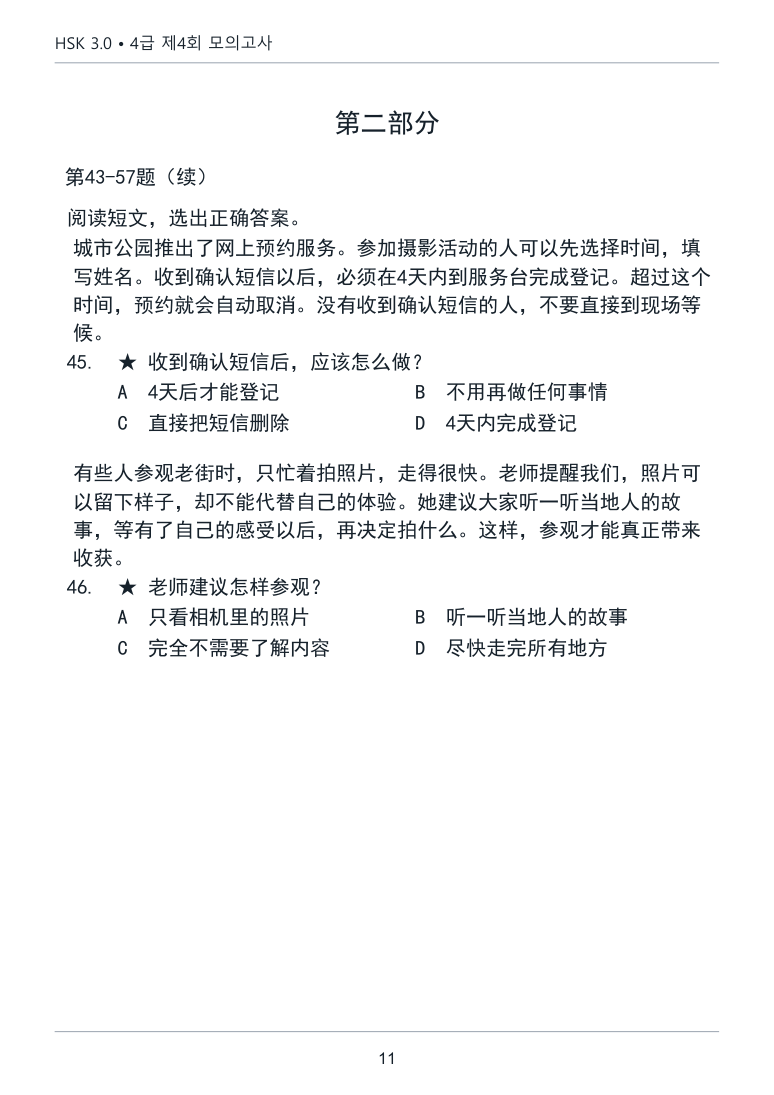 HSK 3.0 • 4급 제4회 모의고사
第二部分
第43-57题（续）
阅读短文，选出正确答案。
城市公园推出了网上预约服务。参加摄影活动的人可以先选择时间，填
写姓名。收到确认短信以后，必须在4天内到服务台完成登记。超过这个
时间，预约就会自动取消。没有收到确认短信的人，不要直接到现场等
候。
45. ★ 收到确认短信后，应该怎么做？
A 4天后才能登记 B 不用再做任何事情
C 直接把短信删除 D 4天内完成登记
有些人参观老街时，只忙着拍照片，走得很快。老师提醒我们，照片可
以留下样子，却不能代替自己的体验。她建议大家听一听当地人的故
事，等有了自己的感受以后，再决定拍什么。这样，参观才能真正带来
收获。
46. ★ 老师建议怎样参观？
A 只看相机里的照片 B 听一听当地人的故事
C 完全不需要了解内容 D 尽快走完所有地方
11